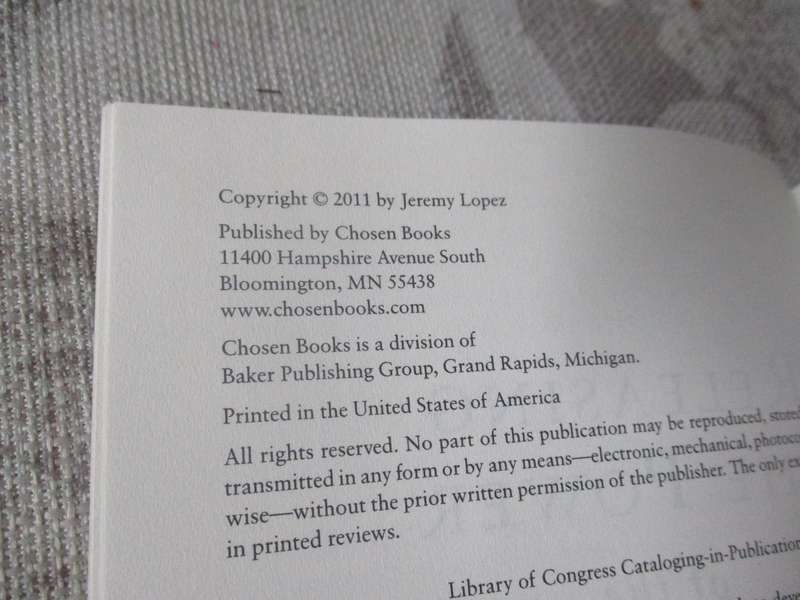 Copyright © 2011 by Jeremy Lopez
Published by Chosen Books
11400 Hampshire Avenue South
Bloomington, MN 55438
www.chosenbooks.com
Chosen Books is a division of
Baker Publishing Group, Grand Rapids, Michigan.
Printed in the United States of America
All rights reserved. No part of this publication may be reproduced, stored
transmitted in any form or by any means—electronic, mechanical,
wise—without the prior written permission of the publisher. The only
in printed reviews.
Library of Congress Cataloging-in-Publication